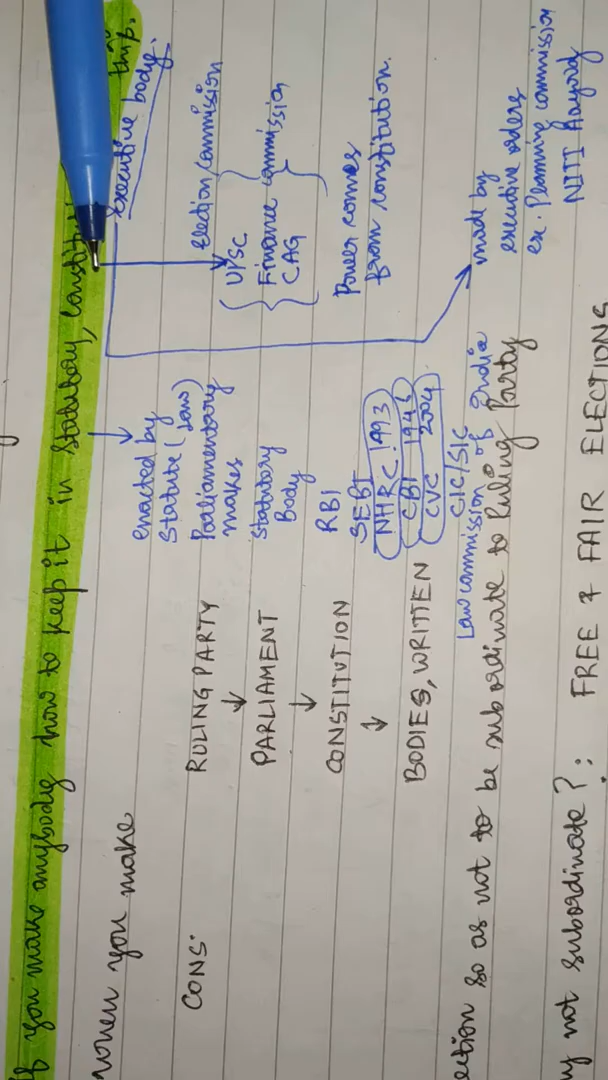 If you make anybody how to keep it in Statutory, Constitu
this.
Executive body.
when you make
CONS.
RULING PARTY
↓
PARLIAMENT
↓
CONSTITUTION
↓
BODIES, WRITTEN
enacted by
Statute (Law)
Parliamentary
makes
Statutory
Body
RBI
SEBI
NHRC 1993
CBI 1946
CVC 2004
CIC/SIC
Law commission of India
Election commission
UPSC
Finance commission
CAG
Power comes
from constitution.
made by
executive orders
ex. Planning commission
NITI Aayog
ection so as not to be subordinate to Ruling Party
y not subordinate?: FREE & FAIR ELECTIONS